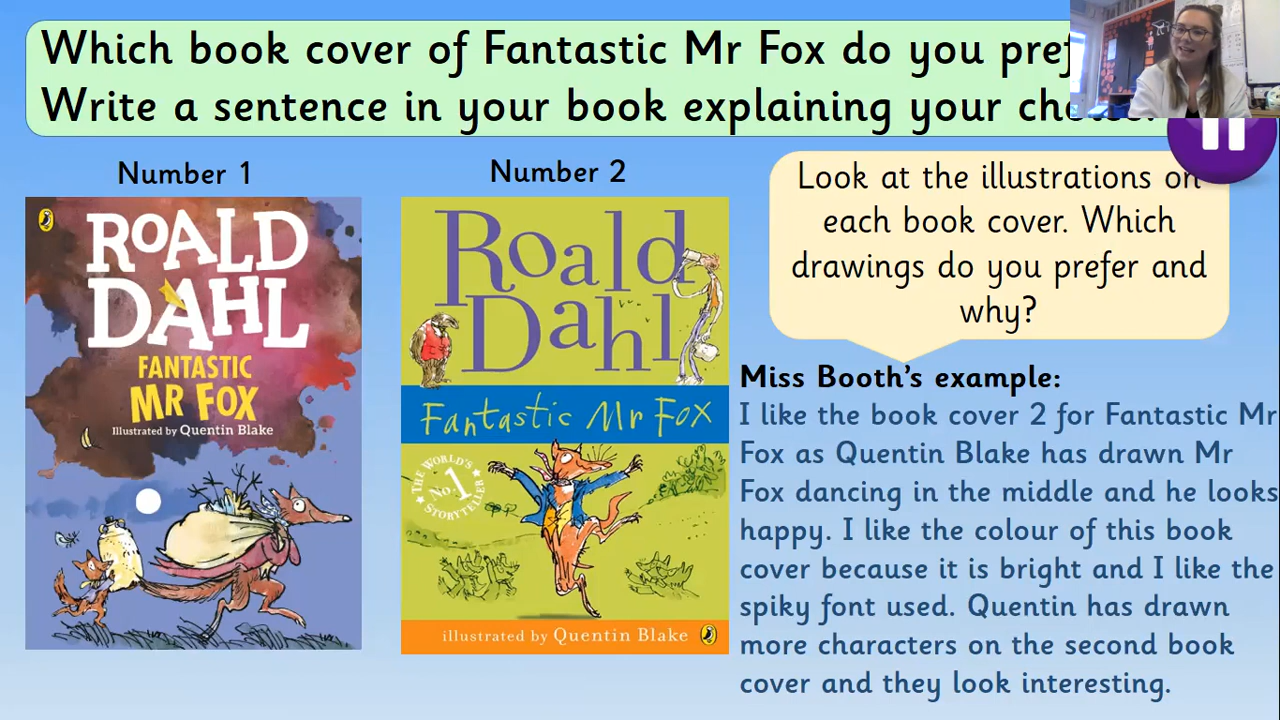 Which book cover of Fantastic Mr Fox do you
Write a sentence in your book explaining your
Number 1
Number 2
ROALD
DAHL
FANTASTIC
MR FOX
Illustrated by Quentin Blake
Roald
Dahl
Fantastic Mr Fox
THE WORLD'S
No.1
STORYTELLER
illustrated by Quentin Blake
Look at the illustrations on
each book cover. Which
drawings do you prefer and
why?
Miss Booth's example:
I like the book cover 2 for Fantastic Mr
Fox as Quentin Blake has drawn Mr
Fox dancing in the middle and he looks
happy. I like the colour of this book
cover because it is bright and I like the
spiky font used. Quentin has drawn
more characters on the second book
cover and they look interesting.